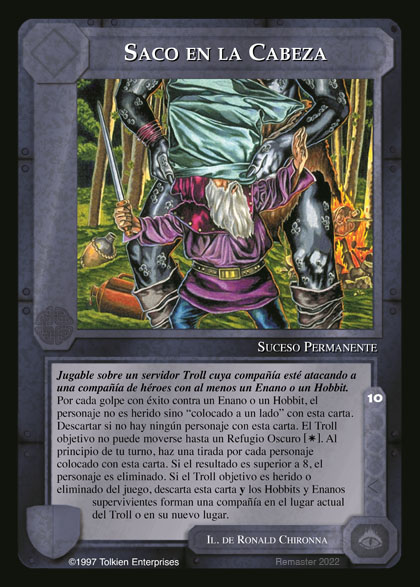 SACO EN LA CABEZA
SUCESO PERMANENTE
Jugable sobre un servidor Troll cuya compañía esté atacando a
una compañía de héroes con al menos un Enano o un Hobbit.
Por cada golpe con éxito contra un Enano o un Hobbit, el
personaje no es herido sino “colocado a un lado” con esta carta.
Descartar si no hay ningún personaje con esta carta. El Troll
objetivo no puede moverse hasta un Refugio Oscuro [✷]. Al
principio de tu turno, haz una tirada por cada personaje
colocado con esta carta. Si el resultado es superior a 8, el
personaje es eliminado. Si el Troll objetivo es herido o
eliminado del juego, descarta esta carta y los Hobbits y Enanos
supervivientes forman una compañía en el lugar actual
del Troll o en su nuevo lugar.
10
IL. DE RONALD CHIRONNA
©1997 Tolkien Enterprises
Remaster 2022